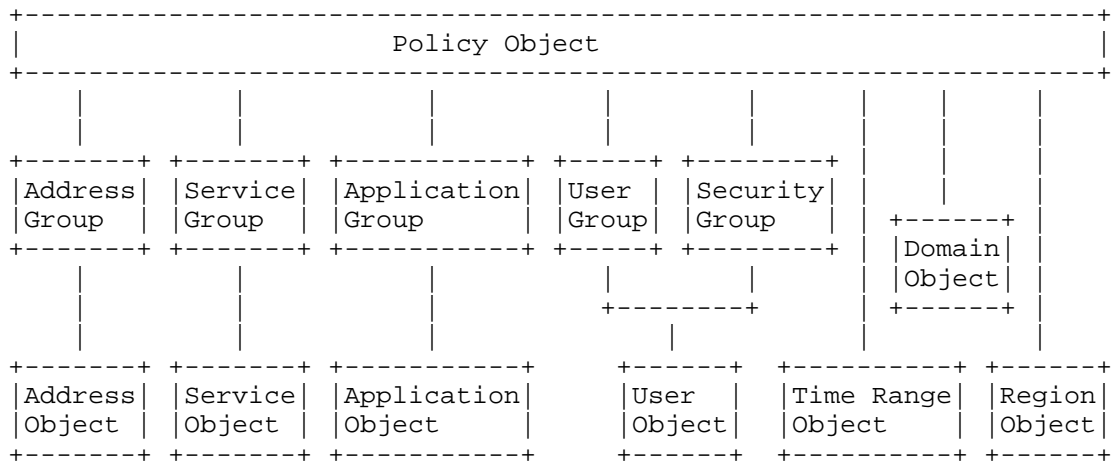 Policy Object
Address Service Application User Security
Group Group Group Group Group
Domain
Object
Address Service Application User Time Range Region
Object Object Object Object Object Object